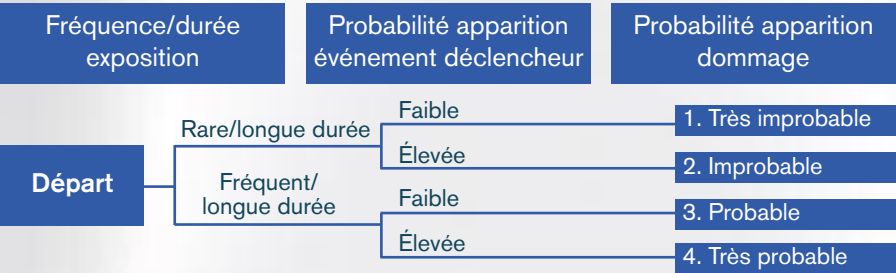 Fréquence/durée
exposition
Probabilité apparition
événement déclencheur
Probabilité apparition
dommage
Départ
Rare/longue durée
Fréquent/
longue durée
Faible
Élevée
Faible
Élevée
1. Très improbable
2. Improbable
3. Probable
4. Très probable